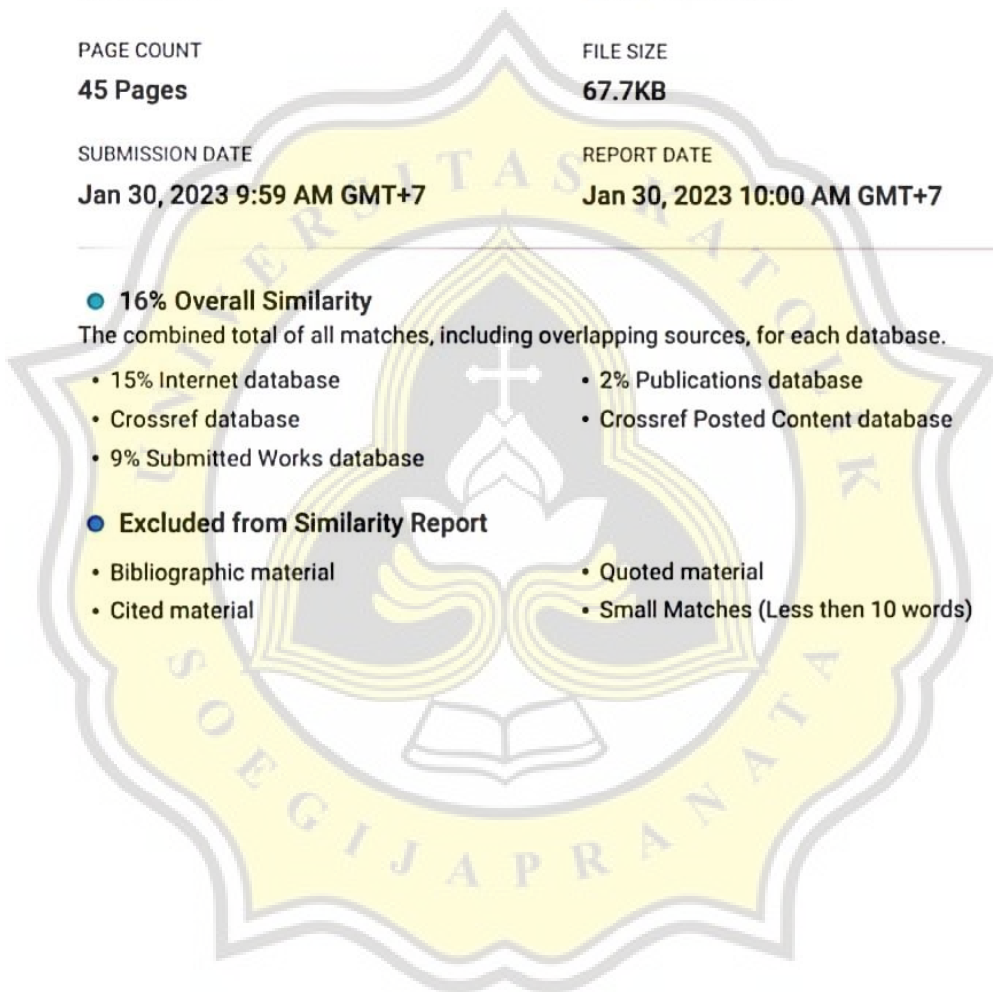 PAGE COUNT
45 Pages
FILE SIZE
67.7KB
SUBMISSION DATE
Jan 30, 2023 9:59 AM GMT+7
REPORT DATE
Jan 30, 2023 10:00 AM GMT+7
● 16% Overall Similarity
The combined total of all matches, including overlapping sources, for each database.
• 15% Internet database
• 2% Publications database
• Crossref database
• Crossref Posted Content database
• 9% Submitted Works database
● Excluded from Similarity Report
• Bibliographic material
• Quoted material
• Cited material
• Small Matches (Less then 10 words)
UNIVERSITAS KATOLIK
SOEGIJAPRANATA